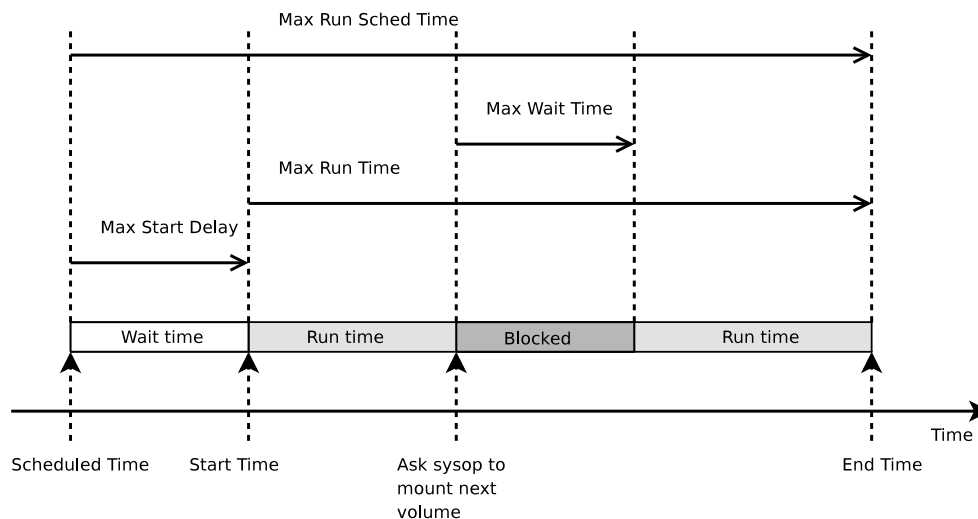 Max Run Sched Time
Max Wait Time
Max Run Time
Max Start Delay
Wait time
Run time
Blocked
Run time
Time
Scheduled Time
Start Time
Ask sysop to
mount next
volume
End Time